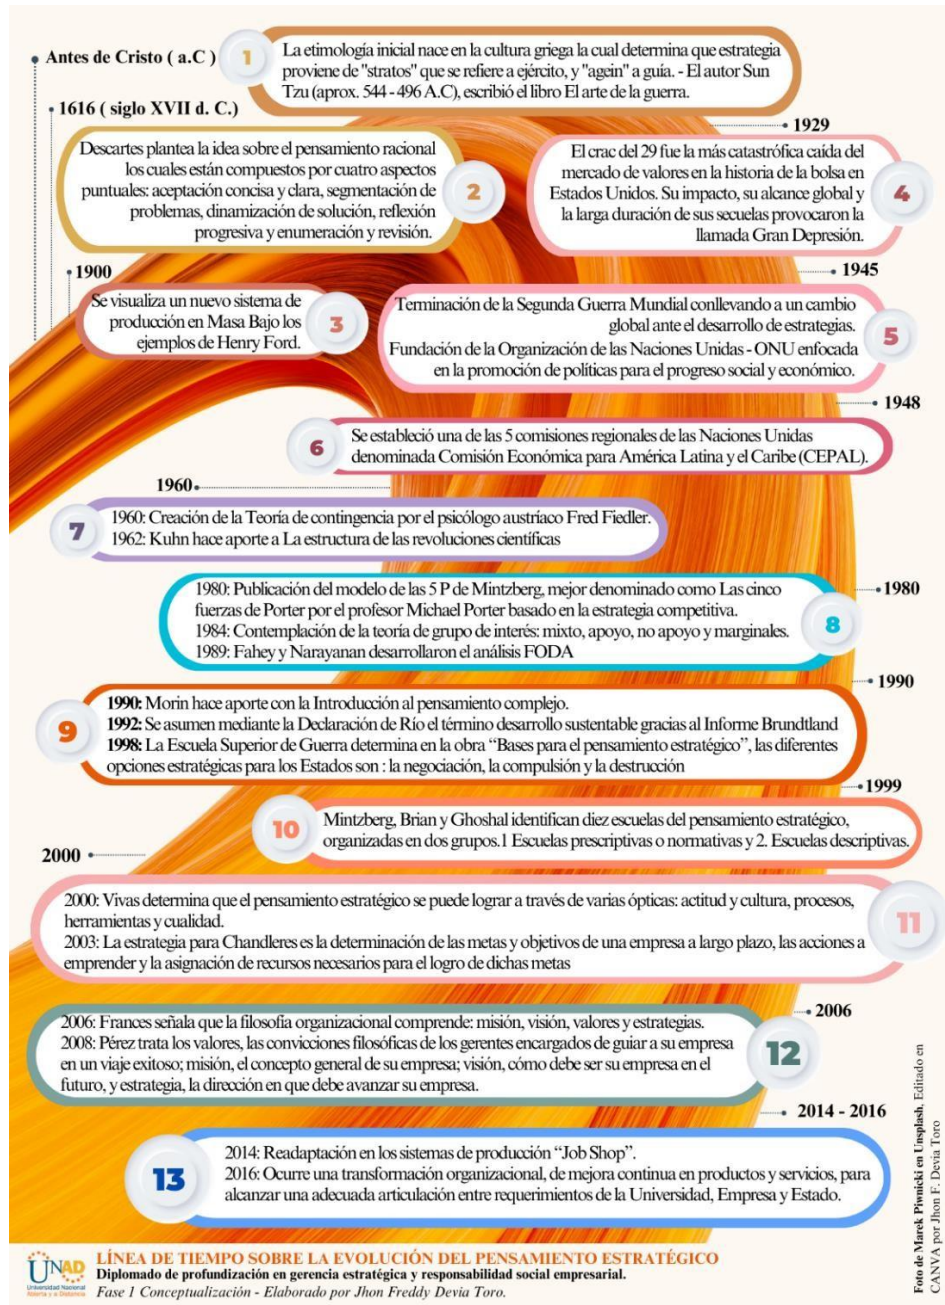 Antes de Cristo ( a.C )
1
La etimología inicial nace en la cultura griega la cual determina que estrategia
proviene de "stratos" que se refiere a ejército, y "agein" a guía. - El autor Sun
Tzu (aprox. 544 - 496 A.C), escribió el libro El arte de la guerra.
1616 ( siglo XVII d. C.)
Descartes plantea la idea sobre el pensamiento racional
los cuales están compuestos por cuatro aspectos
puntuales: aceptación concisa y clara, segmentación de
problemas, dinamización de solución, reflexión
progresiva y enumeración y revisión.
2
1900
Se visualiza un nuevo sistema de
producción en Masa Bajo los
ejemplos de Henry Ford.
3
1929
El crac del 29 fue la más catastrófica caída del
mercado de valores en la historia de la bolsa en
Estados Unidos. Su impacto, su alcance global y
la larga duración de sus secuelas provocaron la
llamada Gran Depresión.
4
1945
Terminación de la Segunda Guerra Mundial conllevando a un cambio
global ante el desarrollo de estrategias.
Fundación de la Organización de las Naciones Unidas - ONU enfocada
en la promoción de políticas para el progreso social y económico.
5
1948
6
Se estableció una de las 5 comisiones regionales de las Naciones Unidas
denominada Comisión Económica para América Latina y el Caribe (CEPAL).
1960
7
1960: Creación de la Teoría de contingencia por el psicólogo austríaco Fred Fiedler.
1962: Kuhn hace aporte a La estructura de las revoluciones científicas
1980
1980: Publicación del modelo de las 5 P de Mintzberg, mejor denominado como Las cinco
fuerzas de Porter por el profesor Michael Porter basado en la estrategia competitiva.
1984: Contemplación de la teoría de grupo de interés: mixto, apoyo, no apoyo y marginales.
1989: Fahey y Narayanan desarrollaron el análisis FODA
8
1990
9
1990: Morin hace aporte con la Introducción al pensamiento complejo.
1992: Se asumen mediante la Declaración de Río el término desarrollo sustentable gracias al Informe Brundtland
1998: La Escuela Superior de Guerra determina en la obra “Bases para el pensamiento estratégico”, las diferentes
opciones estratégicas para los Estados son : la negociación, la compulsión y la destrucción
1999
10
Mintzberg, Brian y Ghoshal identifican diez escuelas del pensamiento estratégico,
organizadas en dos grupos.1 Escuelas prescriptivas o normativas y 2. Escuelas descriptivas.
2000
2000: Vivas determina que el pensamiento estratégico se puede lograr a través de varias ópticas: actitud y cultura, procesos,
herramientas y cualidad.
2003: La estrategia para Chandleres es la determinación de las metas y objetivos de una empresa a largo plazo, las acciones a
emprender y la asignación de recursos necesarios para el logro de dichas metas
11
2006
2006: Frances señala que la filosofía organizacional comprende: misión, visión, valores y estrategias.
2008: Pérez trata los valores, las convicciones filosóficas de los gerentes encargados de guiar a su empresa
en un viaje exitoso; misión, el concepto general de su empresa; visión, cómo debe ser su empresa en el
futuro, y estrategia, la dirección en que debe avanzar su empresa.
12
2014 - 2016
13
2014: Readaptación en los sistemas de producción “Job Shop”.
2016: Ocurre una transformación organizacional, de mejora continua en productos y servicios, para
alcanzar una adecuada articulación entre requerimientos de la Universidad, Empresa y Estado.
Foto de Marek Piwnicki en Unsplash, Editado en
CANVA por Jhon F. Devia Toro
UNAD
Universidad Nacional
Abierta y a Distancia
LÍNEA DE TIEMPO SOBRE LA EVOLUCIÓN DEL PENSAMIENTO ESTRATÉGICO
Diplomado de profundización en gerencia estratégica y responsabilidad social empresarial.
Fase 1 Conceptualización - Elaborado por Jhon Freddy Devia Toro.